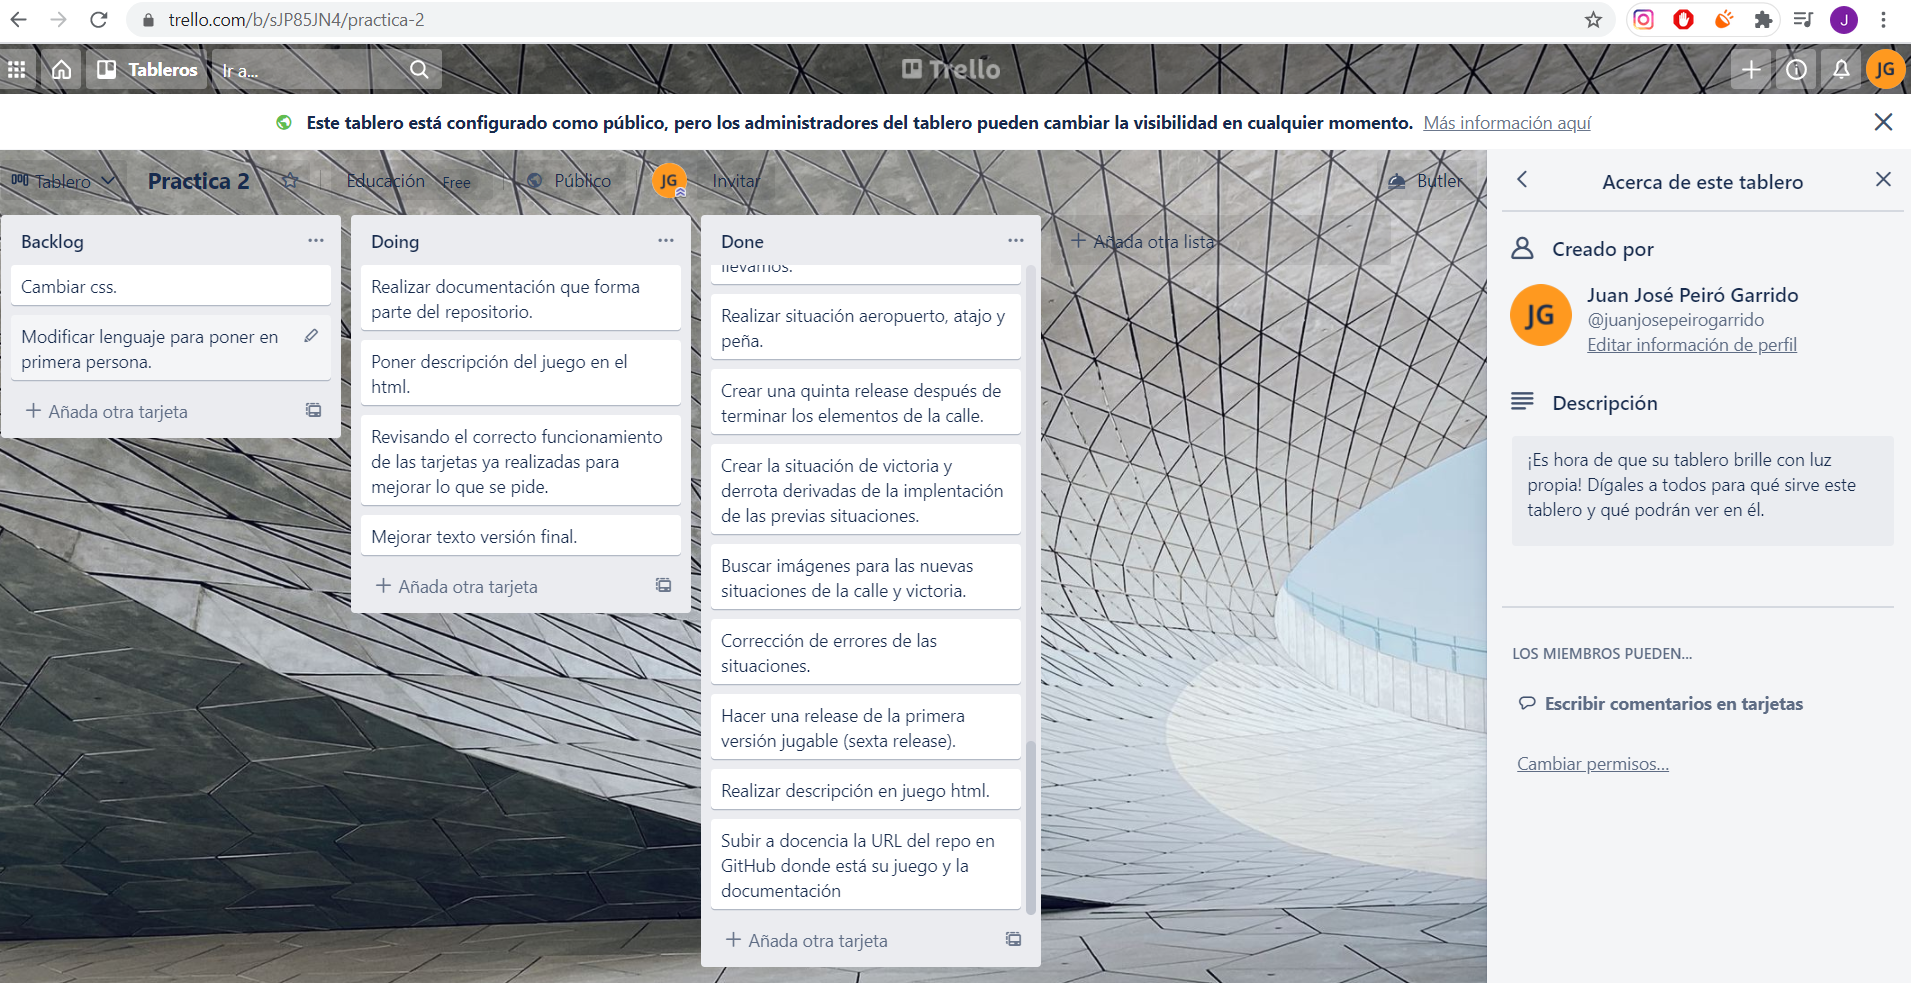 trello.com/b/sJP85JN4/practica-2
J
Tableros
Ir a...
Trello
JG
Este tablero está configurado como público, pero los administradores del tablero pueden cambiar la visibilidad en cualquier momento. Más información aquí
Tablero
Practica 2
Educación Free
Público
JG
Invitar
Butler
Backlog
Cambiar css.
Modificar lenguaje para poner en
primera persona.
+ Añada otra tarjeta
Doing
Realizar documentación que forma
parte del repositorio.
Poner descripción del juego en el
html.
Revisando el correcto funcionamiento
de las tarjetas ya realizadas para
mejorar lo que se pide.
Mejorar texto versión final.
+ Añada otra tarjeta
Done
llevamos.
Realizar situación aeropuerto, atajo y
peña.
Crear una quinta release después de
terminar los elementos de la calle.
Crear la situación de victoria y
derrota derivadas de la implentación
de las previas situaciones.
Buscar imágenes para las nuevas
situaciones de la calle y victoria.
Corrección de errores de las
situaciones.
Hacer una release de la primera
versión jugable (sexta release).
Realizar descripción en juego html.
Subir a docencia la URL del repo en
GitHub donde está su juego y la
documentación
+ Añada otra tarjeta
+ Añada otra lista
Acerca de este tablero
Creado por
JG
Juan José Peiró Garrido
@juanjosepeirogarrido
Editar información de perfil
Descripción
¡Es hora de que su tablero brille con luz
propia! Dígales a todos para qué sirve este
tablero y qué podrán ver en él.
LOS MIEMBROS PUEDEN...
Escribir comentarios en tarjetas
Cambiar permisos...